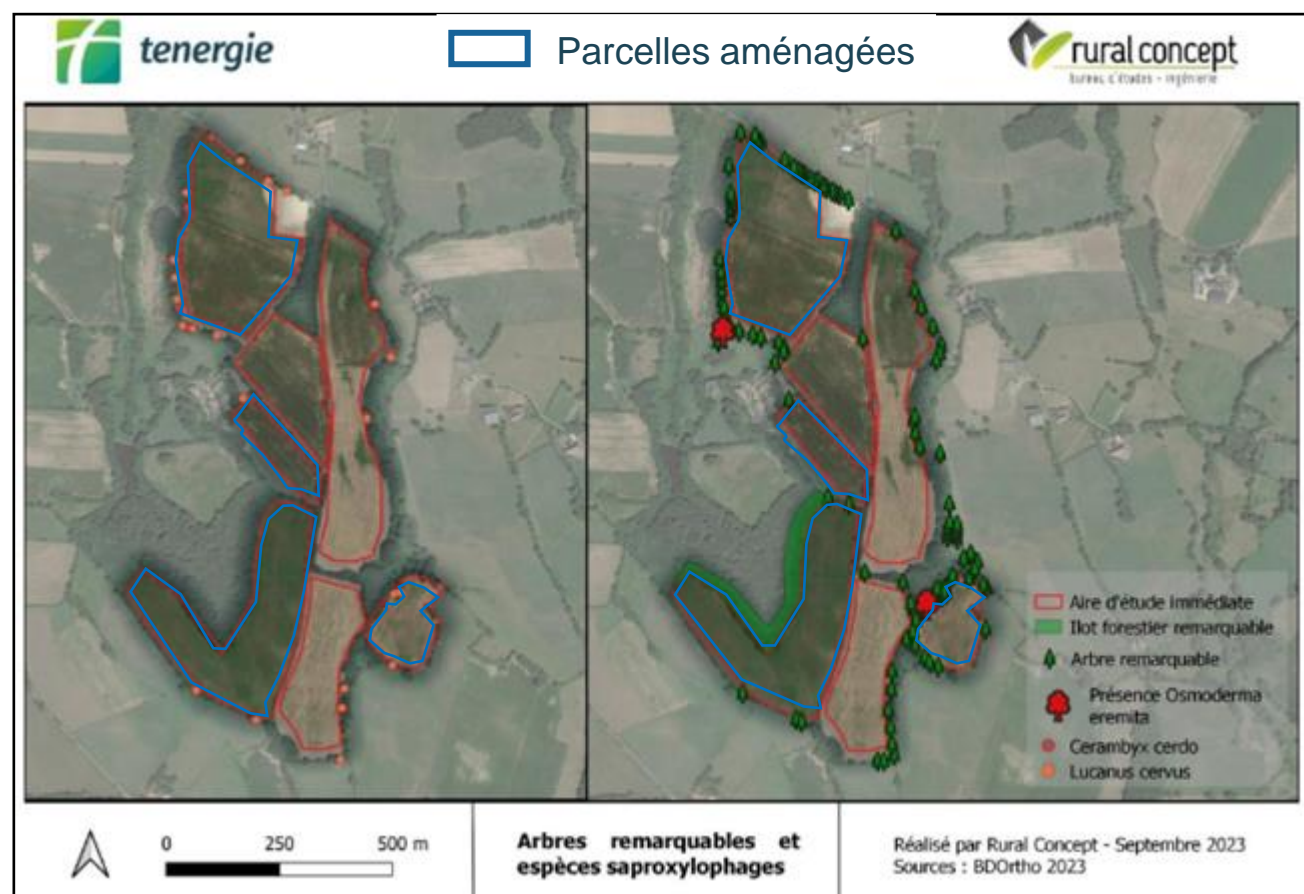 tenergie
Parcelles aménagées
rural concept
bureau d'études - ingénierie
Aire d'étude immédiate
Ilot forestier remarquable
Arbre remarquable
Présence Osmoderma
eremita
Cerambyx cerdo
Lucanus cervus
0 250 500 m
Arbres remarquables et
espèces saproxylophages
Réalisé par Rural Concept - Septembre 2023
Sources : BDOrtho 2023